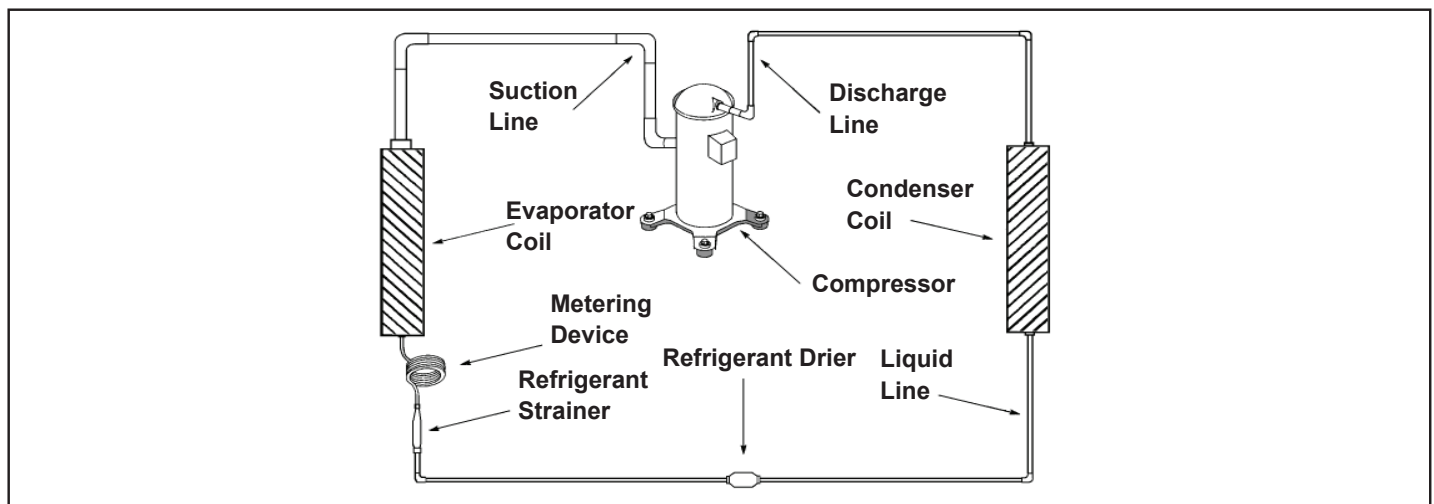 Suction
Line
Discharge
Line
Evaporator
Coil
Condenser
Coil
Compressor
Metering
Device
Refrigerant Drier
Liquid
Line
Refrigerant
Strainer